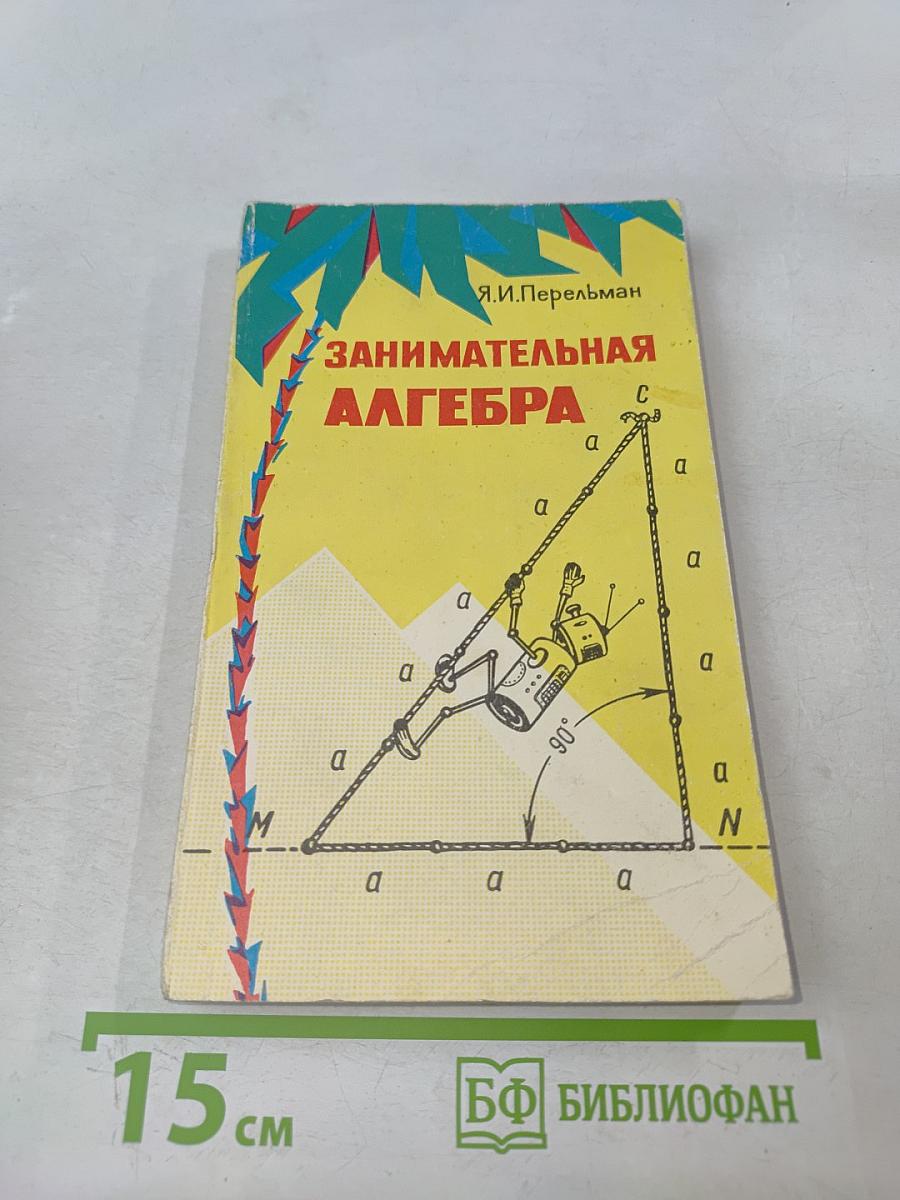 Я.И.Перельман
ЗАНИМАТЕЛЬНАЯ
АЛГЕБРА
C
a
a
a
a
a
a
a
a
a
90°
M
N
a
a
a
15 см
БФ БИБЛИОФАН